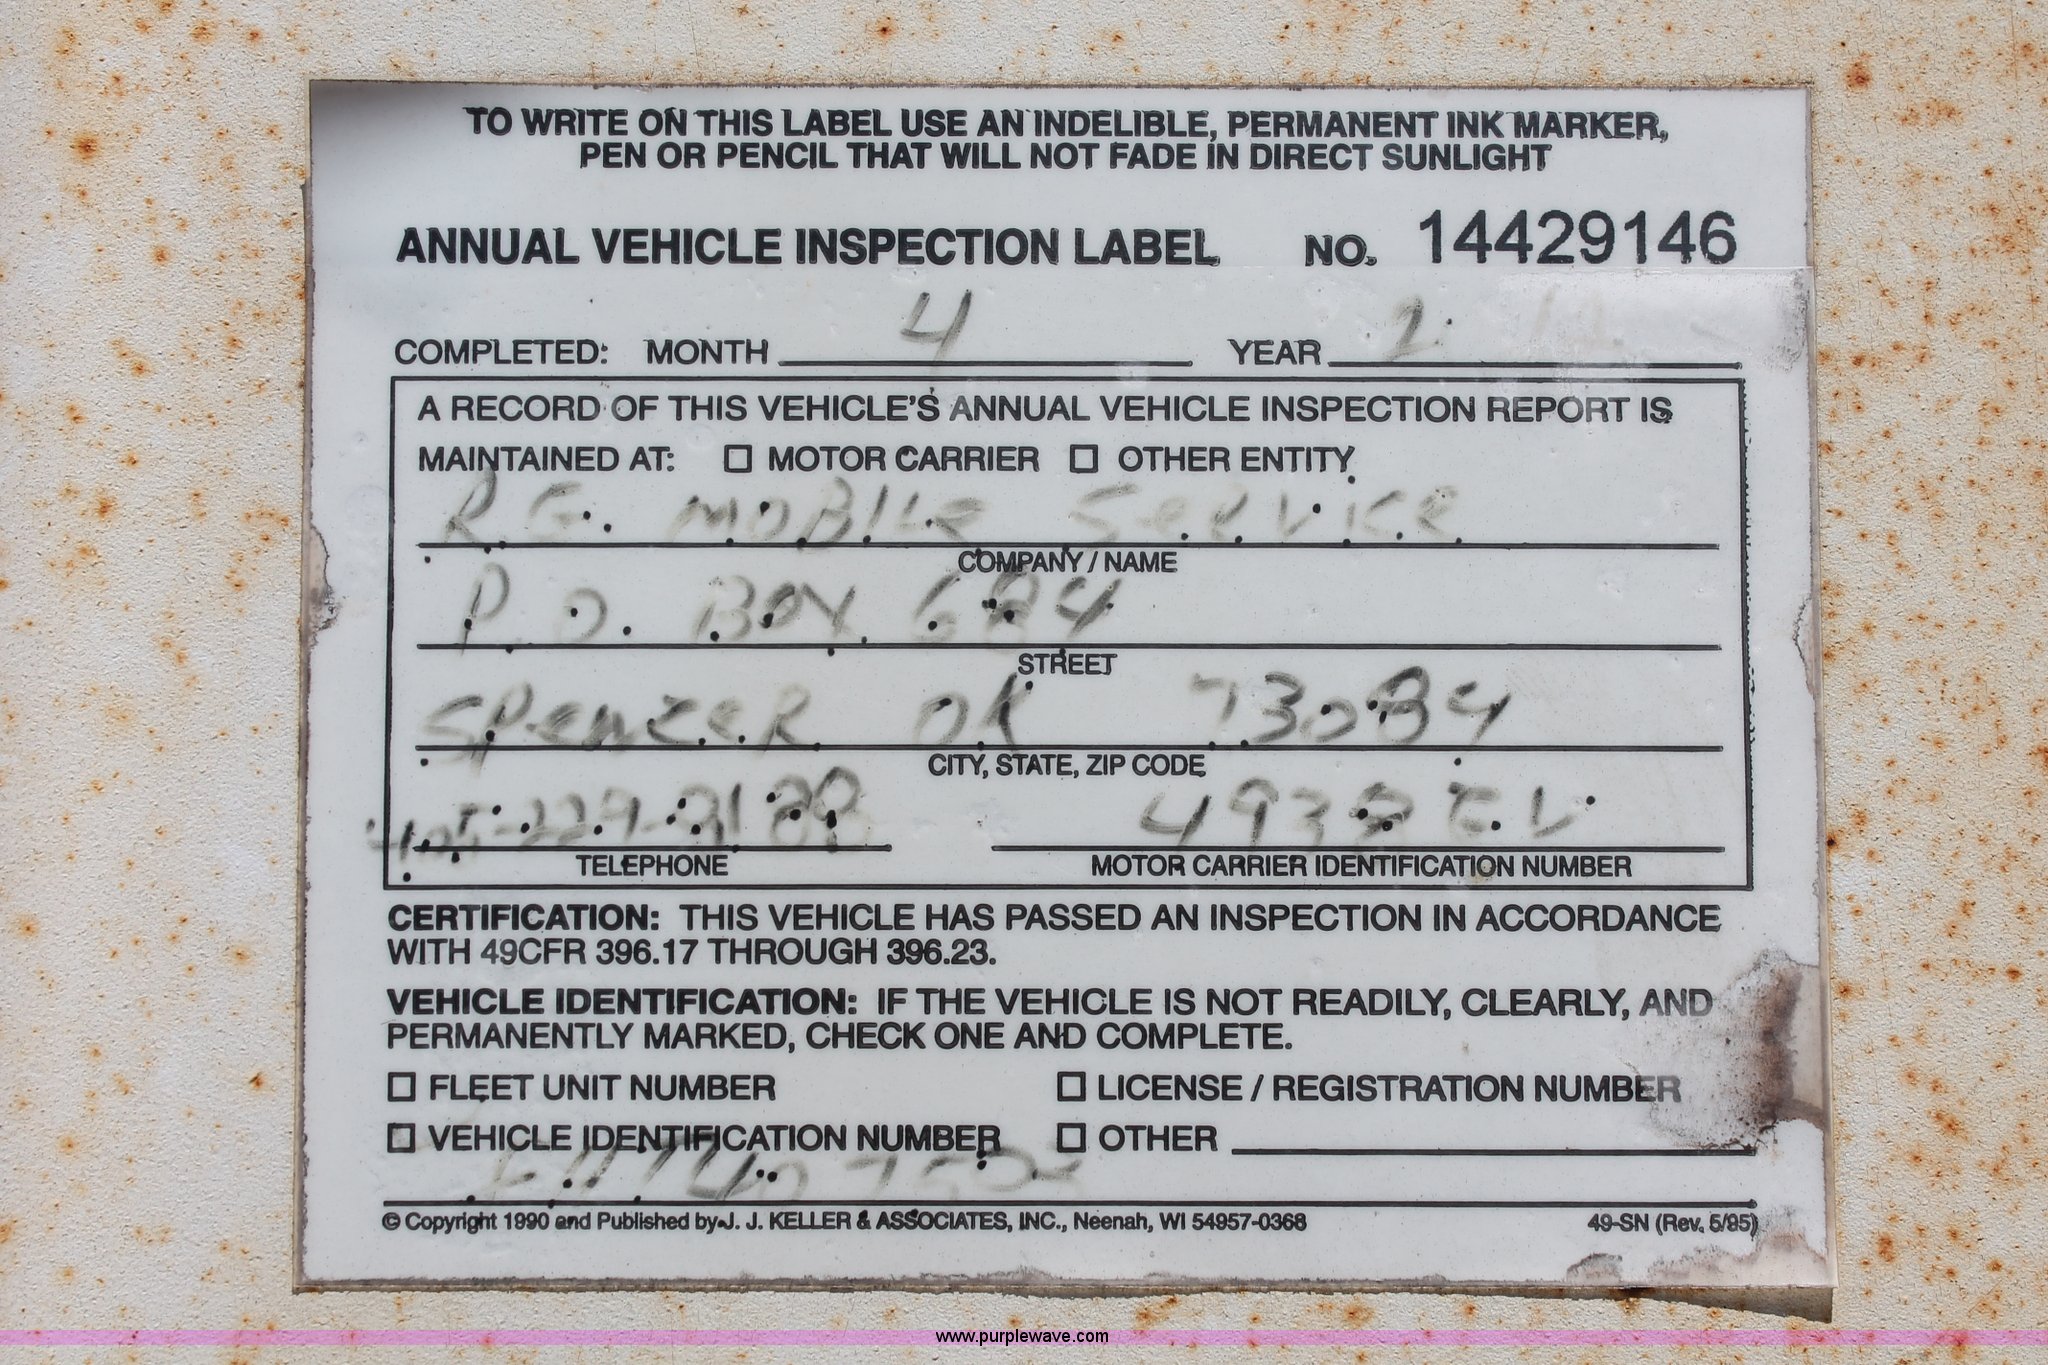 TO WRITE ON THIS LABEL USE AN INDELIBLE, PERMANENT INK MARKER,
PEN OR PENCIL THAT WILL NOT FADE IN DIRECT SUNLIGHT
ANNUAL VEHICLE INSPECTION LABEL NO. 14429146
COMPLETED: MONTH 4 YEAR
A RECORD OF THIS VEHICLE'S ANNUAL VEHICLE INSPECTION REPORT IS
MAINTAINED AT: MOTOR CARRIER OTHER ENTITY
R.G. MOBILE SERVICE
COMPANY / NAME
P.O. BOX 684
STREET
SPENCER OK 73084
CITY, STATE, ZIP CODE
TELEPHONE MOTOR CARRIER IDENTIFICATION NUMBER
CERTIFICATION: THIS VEHICLE HAS PASSED AN INSPECTION IN ACCORDANCE
WITH 49CFR 396.17 THROUGH 396.23.
VEHICLE IDENTIFICATION: IF THE VEHICLE IS NOT READILY, CLEARLY, AND
PERMANENTLY MARKED, CHECK ONE AND COMPLETE.
FLEET UNIT NUMBER LICENSE / REGISTRATION NUMBER
VEHICLE IDENTIFICATION NUMBER OTHER
© Copyright 1990 and Published by J. J. KELLER & ASSOCIATES, INC., Neenah, WI 54957-0368 49-SN (Rev. 5/95)
www.purplewave.com